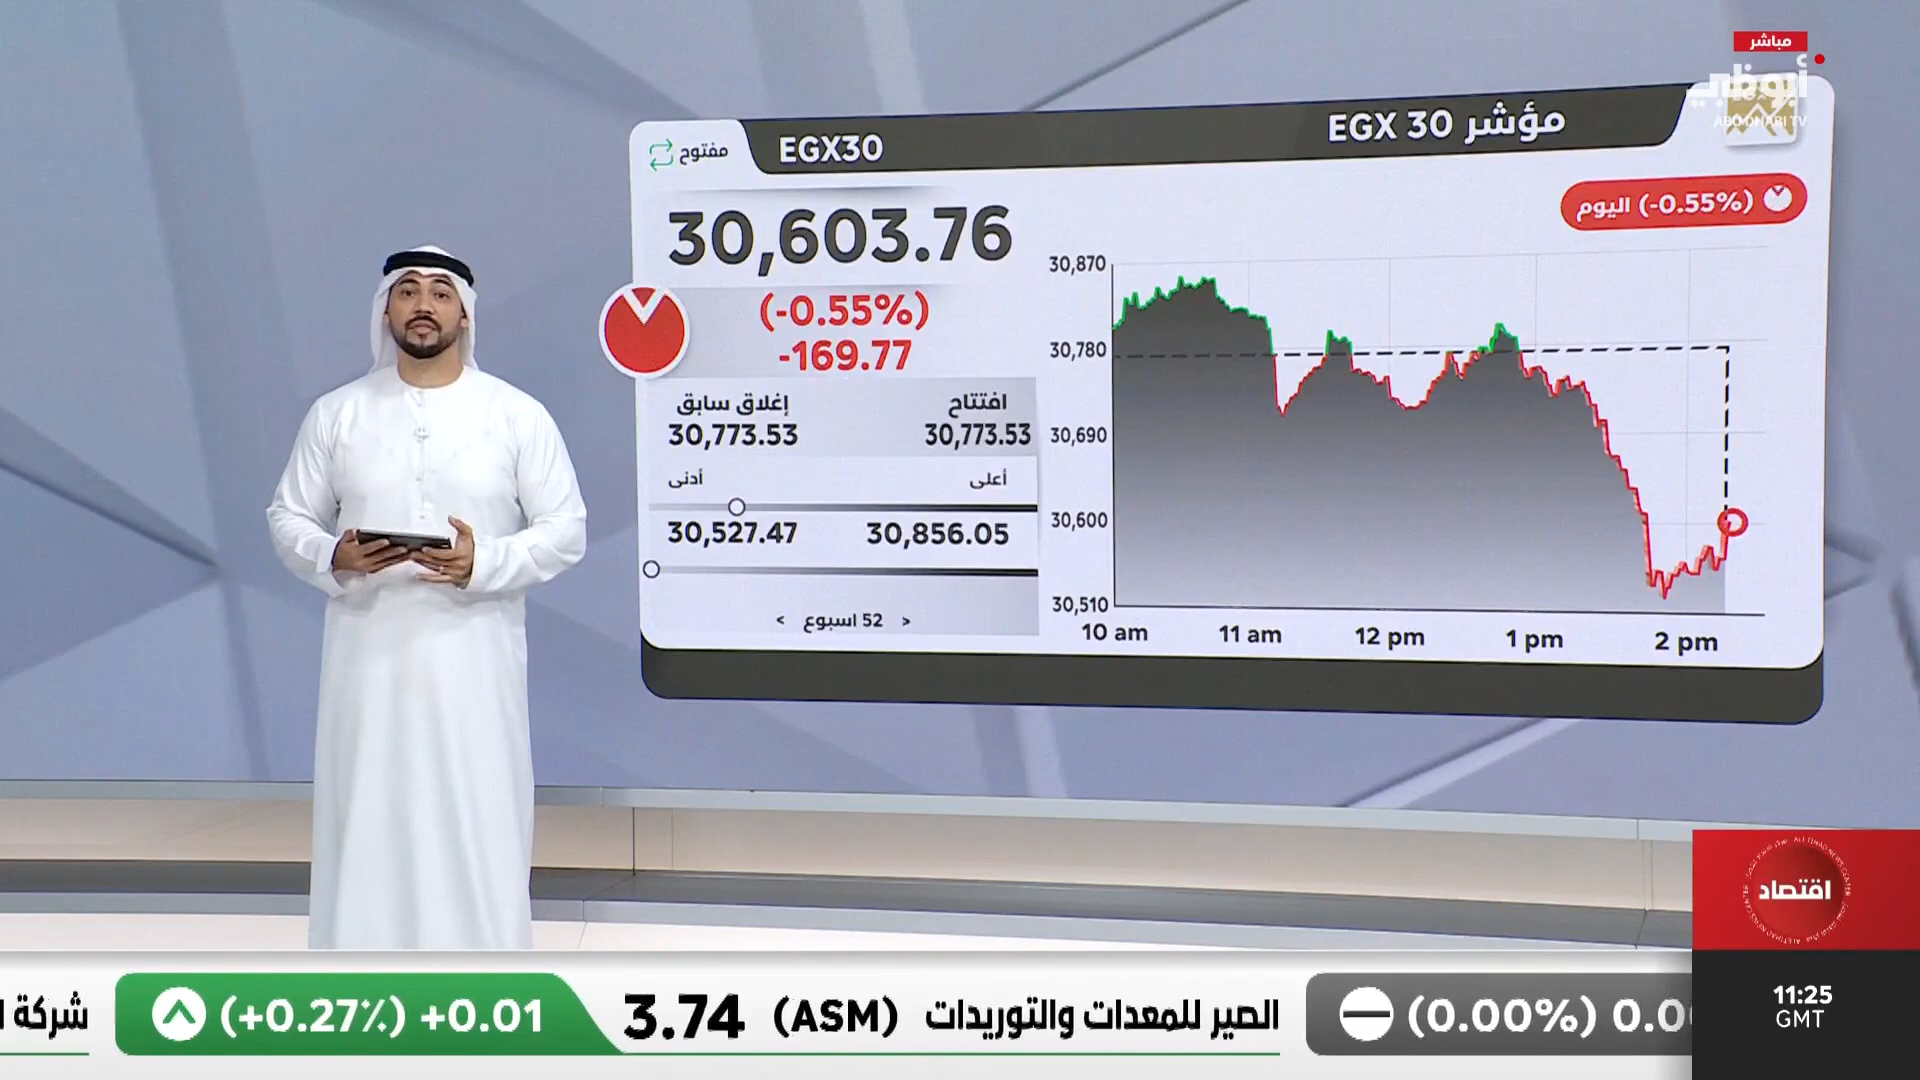 مباشر
أبوظبي
ABU DHABI TV
مفتوح
EGX30
مؤشر EGX 30
30,603.76
(-0.55%)
-169.77
اليوم (-0.55%)
إغلاق سابق
افتتاح
30,773.53
30,773.53
أدنى
أعلى
30,527.47
30,856.05
< 52 اسبوع >
30,870
30,780
30,690
30,600
30,510
10 am
11 am
12 pm
1 pm
2 pm
اقتصاد
11:25
GMT
(0.00%)
الصير للمعدات والتوريدات (ASM) 3.74
+0.01 (+0.27%)
شركة